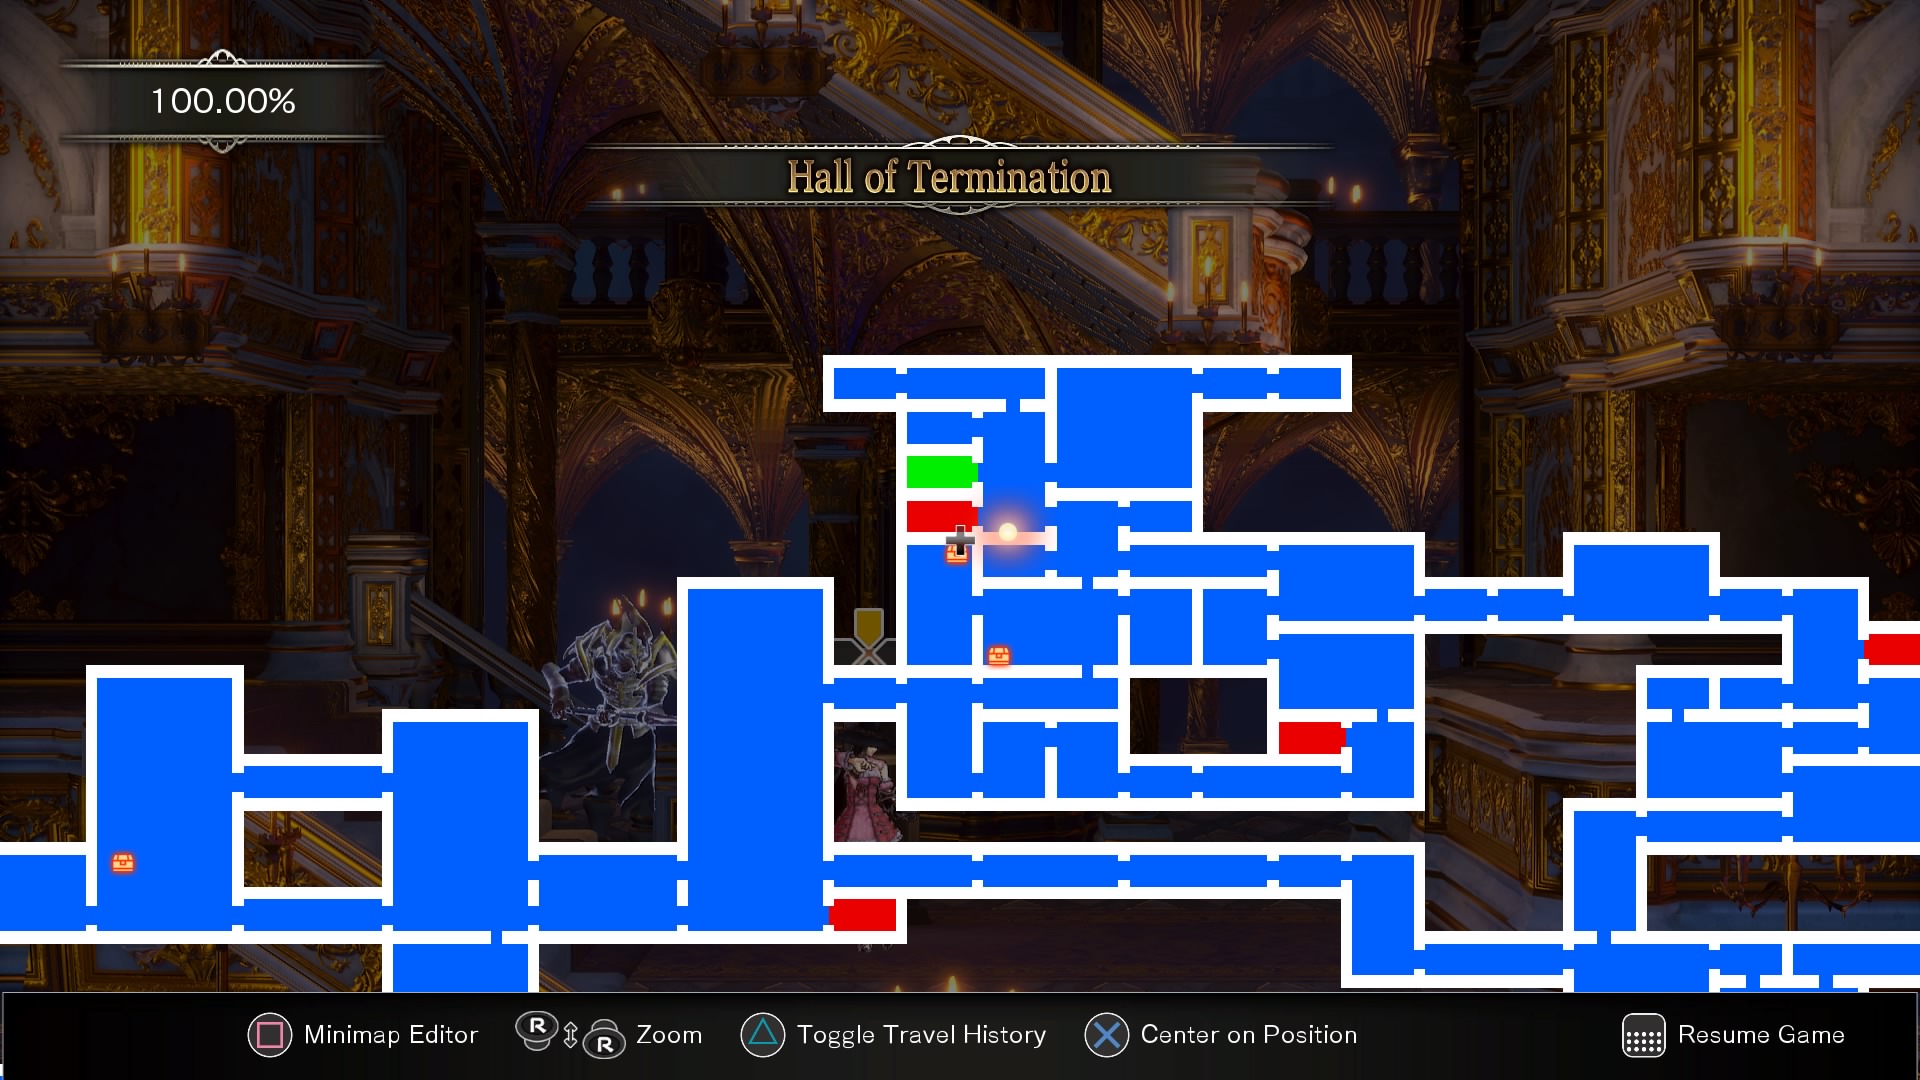 100.00%
Hall of Termination
Minimap Editor
R R Zoom
Toggle Travel History
Center on Position
Resume Game